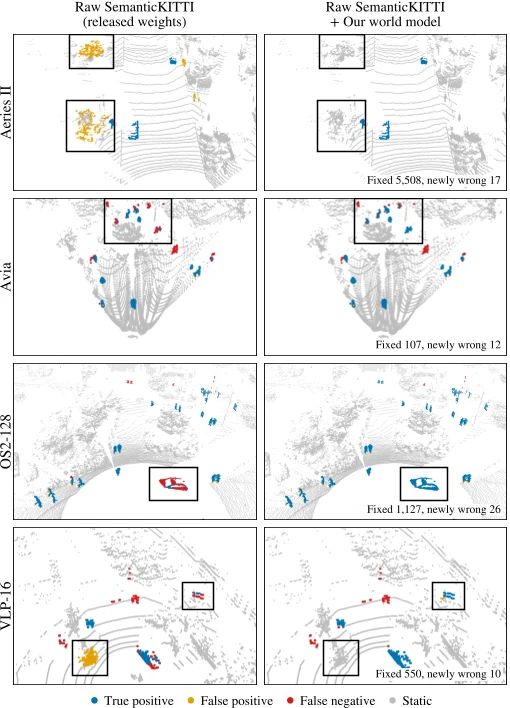 Raw SemanticKITTI
(released weights)
Raw SemanticKITTI
+ Our world model
Aeries II
Fixed 5,508, newly wrong 17
Avia
Fixed 107, newly wrong 12
OS2-128
Fixed 1,127, newly wrong 26
VLP-16
Fixed 550, newly wrong 10
True positive
False positive
False negative
Static